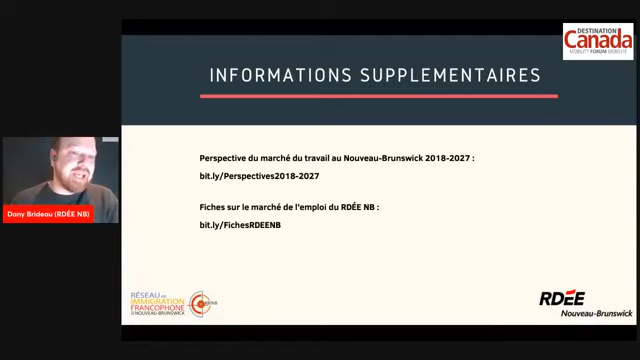 DESTINATION
Canada
MOBILITY FORUM MOBILITÉ
INFORMATIONS SUPPLEMENTAIRES
Perspective du marché du travail au Nouveau-Brunswick 2018-2027 :
bit.ly/Perspectives2018-2027
Fiches sur le marché de l'emploi du RDÉE NB :
bit.ly/FichesRDEENB
Dany Brideau (RDÉE NB)
RÉSEAU EN
IMMIGRATION
FRANCOPHONE
NOUVEAU-BRUNSWICK
RDÉE
Nouveau-Brunswick